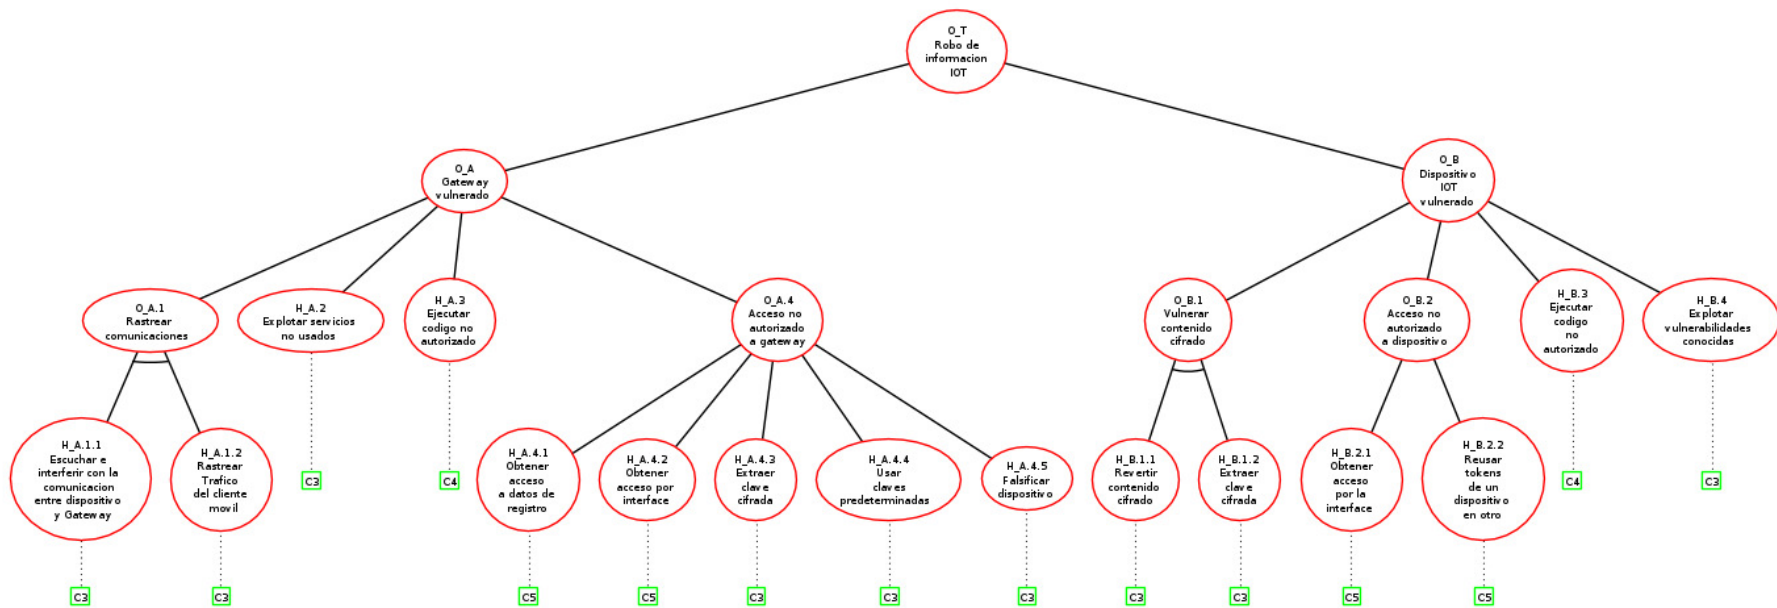 O_T
Robo de
informacion
IOT
O_A
Gateway
vulnerado
O_B
Dispositivo
IOT
vulnerado
O_A.1
Rastrear
comunicaciones
H_A.2
Explotar servicios
no usados
H_A.3
Ejecutar
codigo no
autorizado
O_A.4
Acceso no
autorizado
a gateway
O_B.1
Vulnerar
contenido
cifrado
O_B.2
Acceso no
autorizado
a dispositivo
H_B.3
Ejecutar
codigo
no
autorizado
H_B.4
Explotar
vulnerabilidades
conocidas
H_A.1.1
Escuchar e
interferir con la
comunicacion
entre dispositivo
y Gateway
H_A.1.2
Rastrear
Trafico
del cliente
movil
C3
C4
H_A.4.1
Obtener
acceso
a datos de
registro
H_A.4.2
Obtener
acceso por
interface
H_A.4.3
Extraer
clave
cifrada
H_A.4.4
Usar
claves
predeterminadas
H_A.4.5
Falsificar
dispositivo
H_B.1.1
Revertir
contenido
cifrado
H_B.1.2
Extraer
clave
cifrada
H_B.2.1
Obtener
acceso
por la
interface
H_B.2.2
Reusar
tokens
de un
dispositivo
en otro
C4
C3
C3
C3
C5
C5
C3
C3
C3
C3
C3
C5
C5